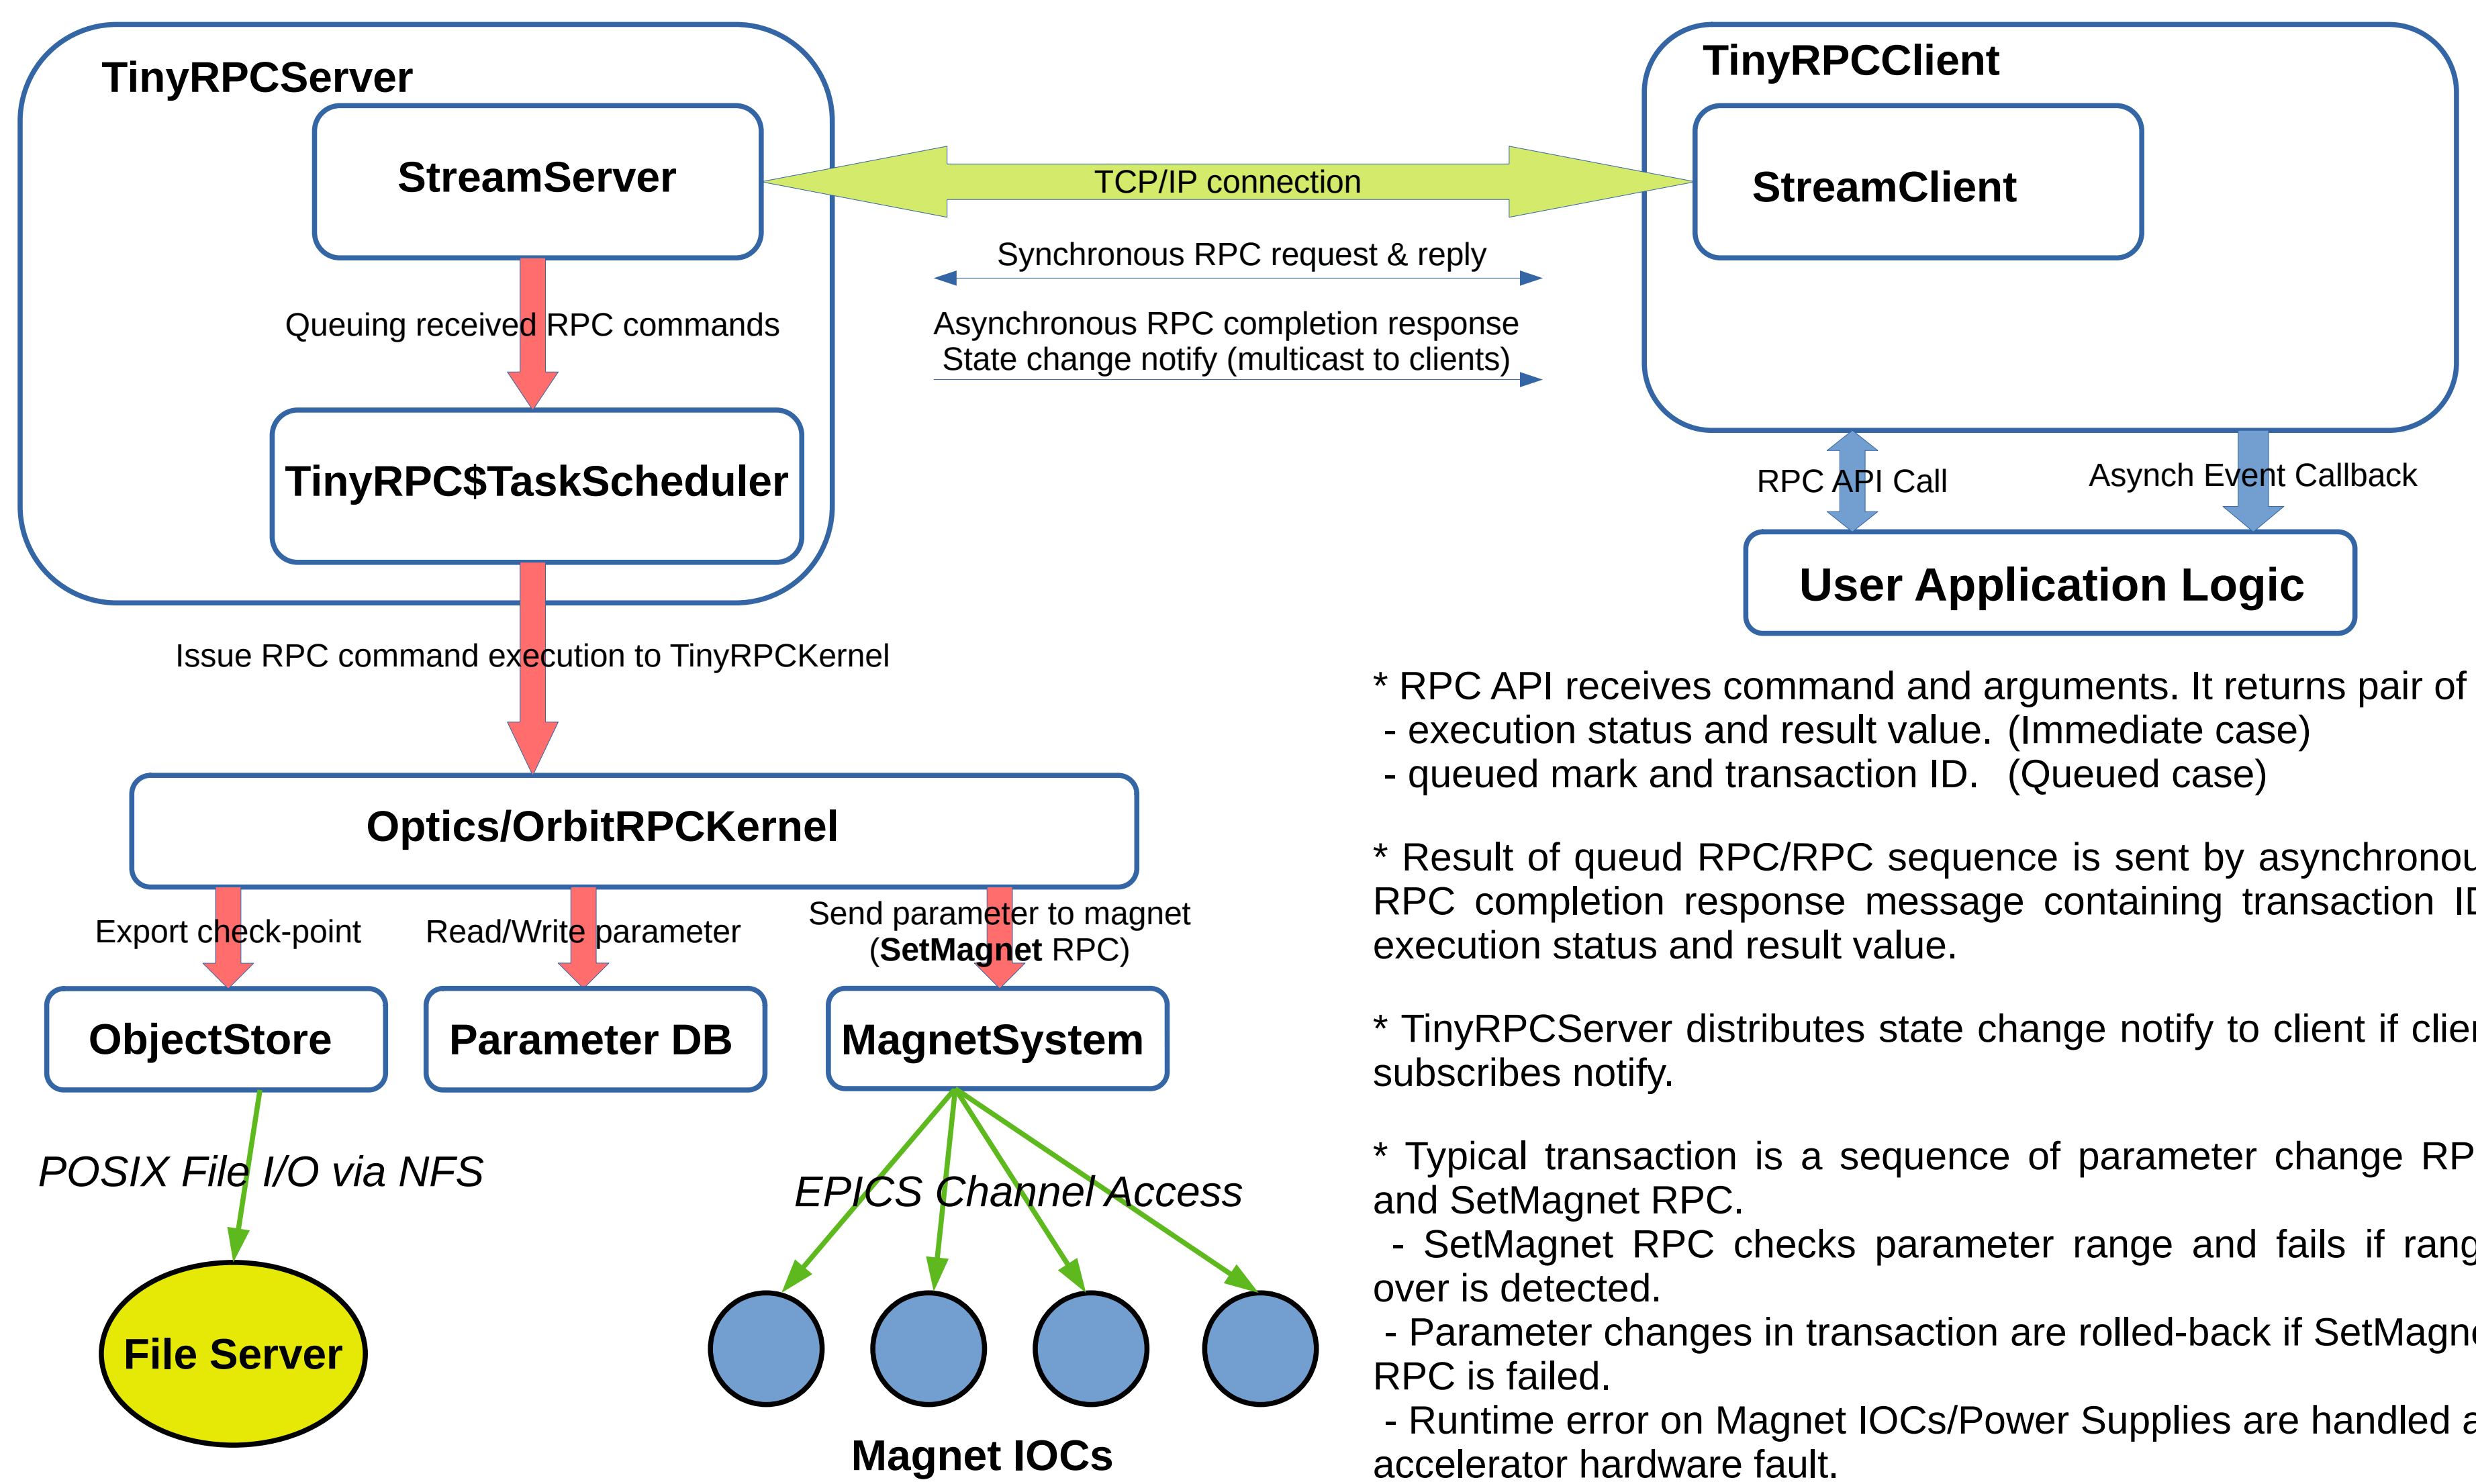 TinyRPCServer
StreamServer
Queuing received RPC commands
TinyRPC$TaskScheduler
Issue RPC command execution to TinyRPCKernel
TCP/IP connection
Synchronous RPC request & reply
Asynchronous RPC completion response
State change notify (multicast to clients)
TinyRPCClient
StreamClient
RPC API Call
Asynch Event Callback
User Application Logic
Optics/OrbitRPCKernel
Export check-point
Read/Write parameter
Send parameter to magnet
(SetMagnet RPC)
ObjectStore
Parameter DB
MagnetSystem
POSIX File I/O via NFS
EPICS Channel Access
File Server
Magnet IOCs
* RPC API receives command and arguments. It returns pair of
- execution status and result value. (Immediate case)
- queued mark and transaction ID. (Queued case)
* Result of queud RPC/RPC sequence is sent by asynchronou
RPC completion response message containing transaction ID
execution status and result value.
* TinyRPCServer distributes state change notify to client if clien
subscribes notify.
* Typical transaction is a sequence of parameter change RP
and SetMagnet RPC.
- SetMagnet RPC checks parameter range and fails if rang
over is detected.
- Parameter changes in transaction are rolled-back if SetMagne
RPC is failed.
- Runtime error on Magnet IOCs/Power Supplies are handled a
accelerator hardware fault.